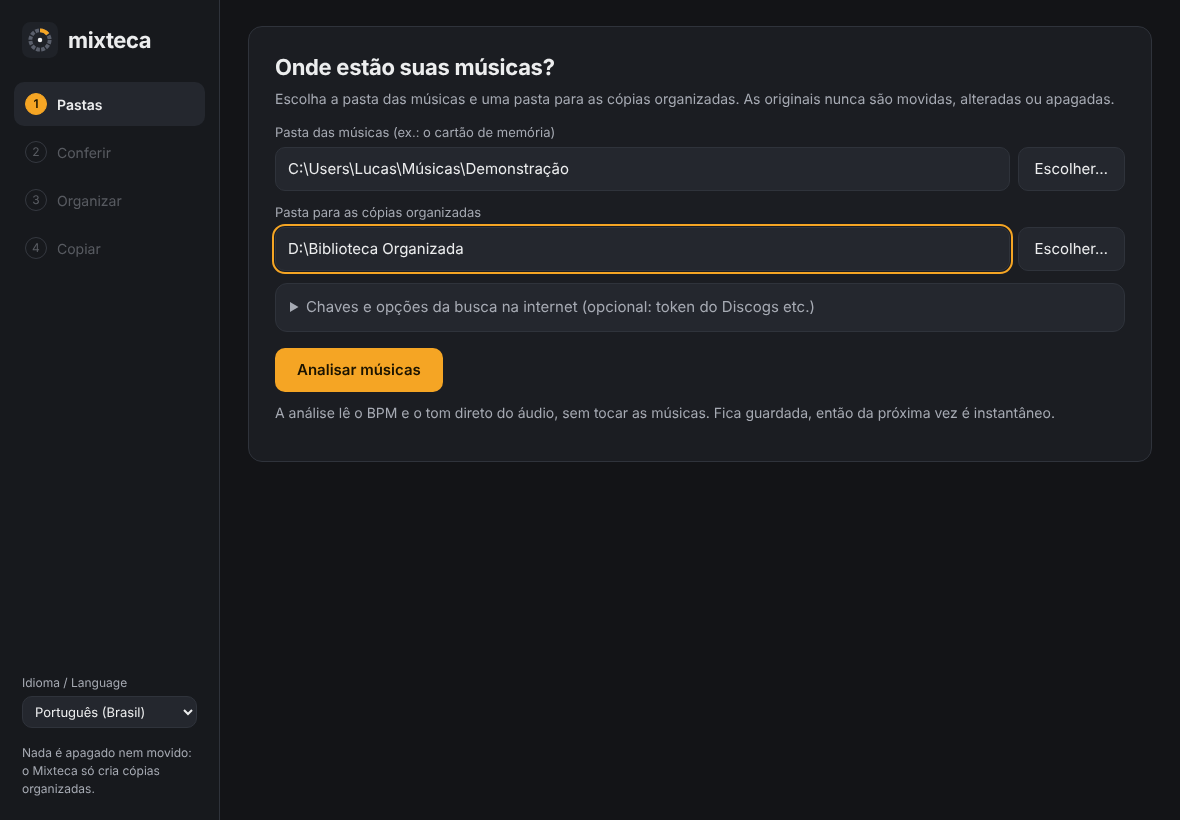 mixteca
1 Pastas
2 Conferir
3 Organizar
4 Copiar
Idioma / Language
Português (Brasil)
Nada é apagado nem movido:
o Mixteca só cria cópias
organizadas.
Onde estão suas músicas?
Escolha a pasta das músicas e uma pasta para as cópias organizadas. As originais nunca são movidas, alteradas ou apagadas.
Pasta das músicas (ex.: o cartão de memória)
C:\Users\Lucas\Músicas\Demonstração
Escolher...
Pasta para as cópias organizadas
D:\Biblioteca Organizada
Escolher...
Chaves e opções da busca na internet (opcional: token do Discogs etc.)
Analisar músicas
A análise lê o BPM e o tom direto do áudio, sem tocar as músicas. Fica guardada, então da próxima vez é instantâneo.